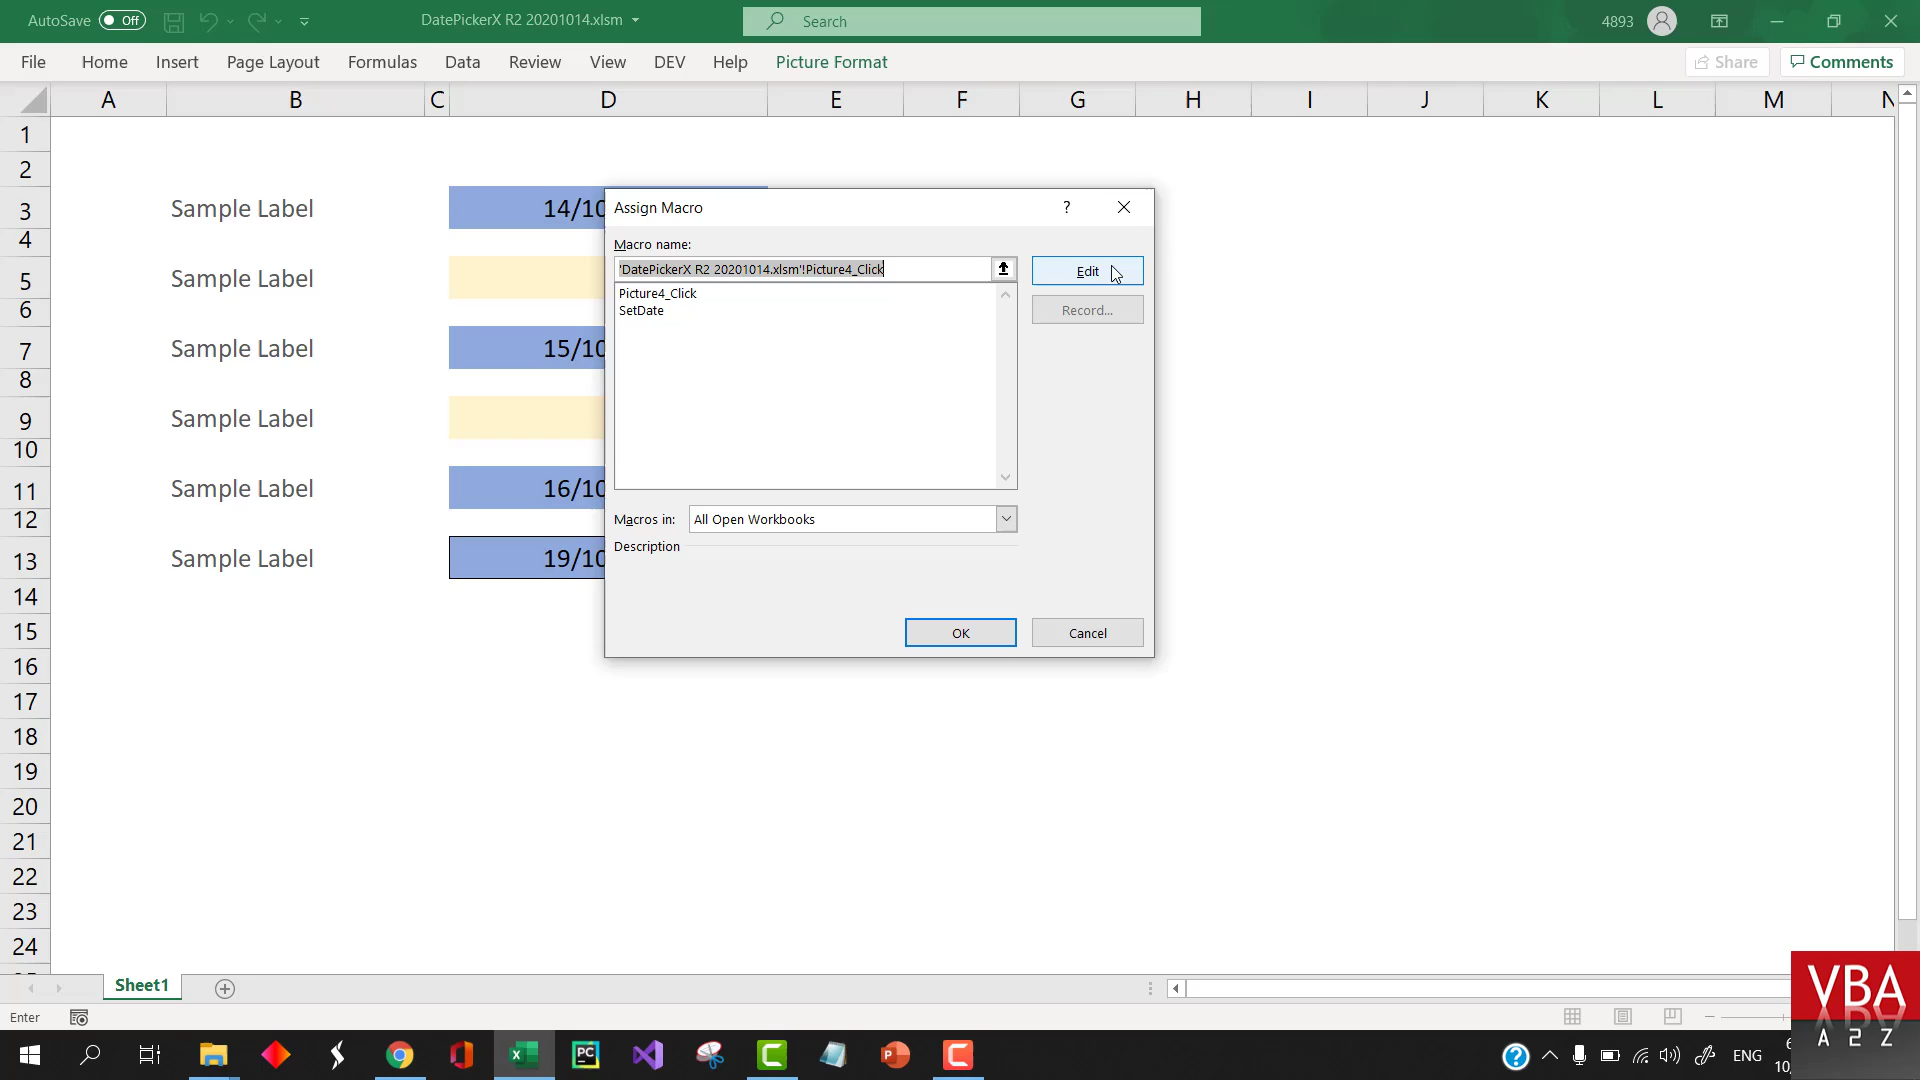 AutoSave Off DatePickerX R2 20201014.xlsm Search 4893
File Home Insert Page Layout Formulas Data Review View DEV Help Picture Format Share Comments
A B C D E F G H I J K L M N
1
2
3 Sample Label 14/10
4
5 Sample Label
6
7 Sample Label 15/10
8
9 Sample Label
10
11 Sample Label 16/10
12
13 Sample Label 19/10
14
15
16
17
18
19
20
21
22
23
24
Assign Macro ?
Macro name:
'DatePickerX R2 20201014.xlsm'!Picture4_Click
Edit
Picture4_Click
SetDate
Record...
Macros in: All Open Workbooks
Description
OK Cancel
Sheet1
Enter
ENG
VBA
A 2 Z